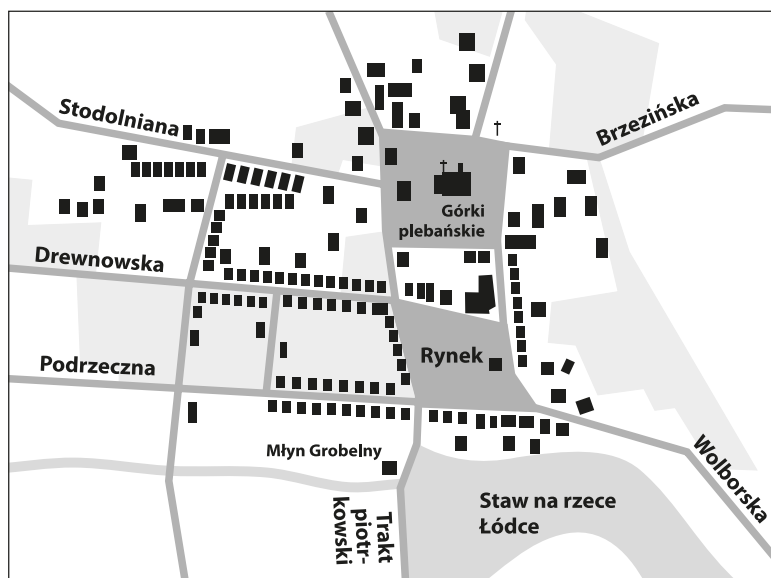 Stodolniana
Brzezińska
Górki
plebańskie
Drewnowska
Rynek
Podrzeczna
Młyn Grobelny
Wolborska
Staw na rzece
Łódce
Trakt
piotr-
kowski